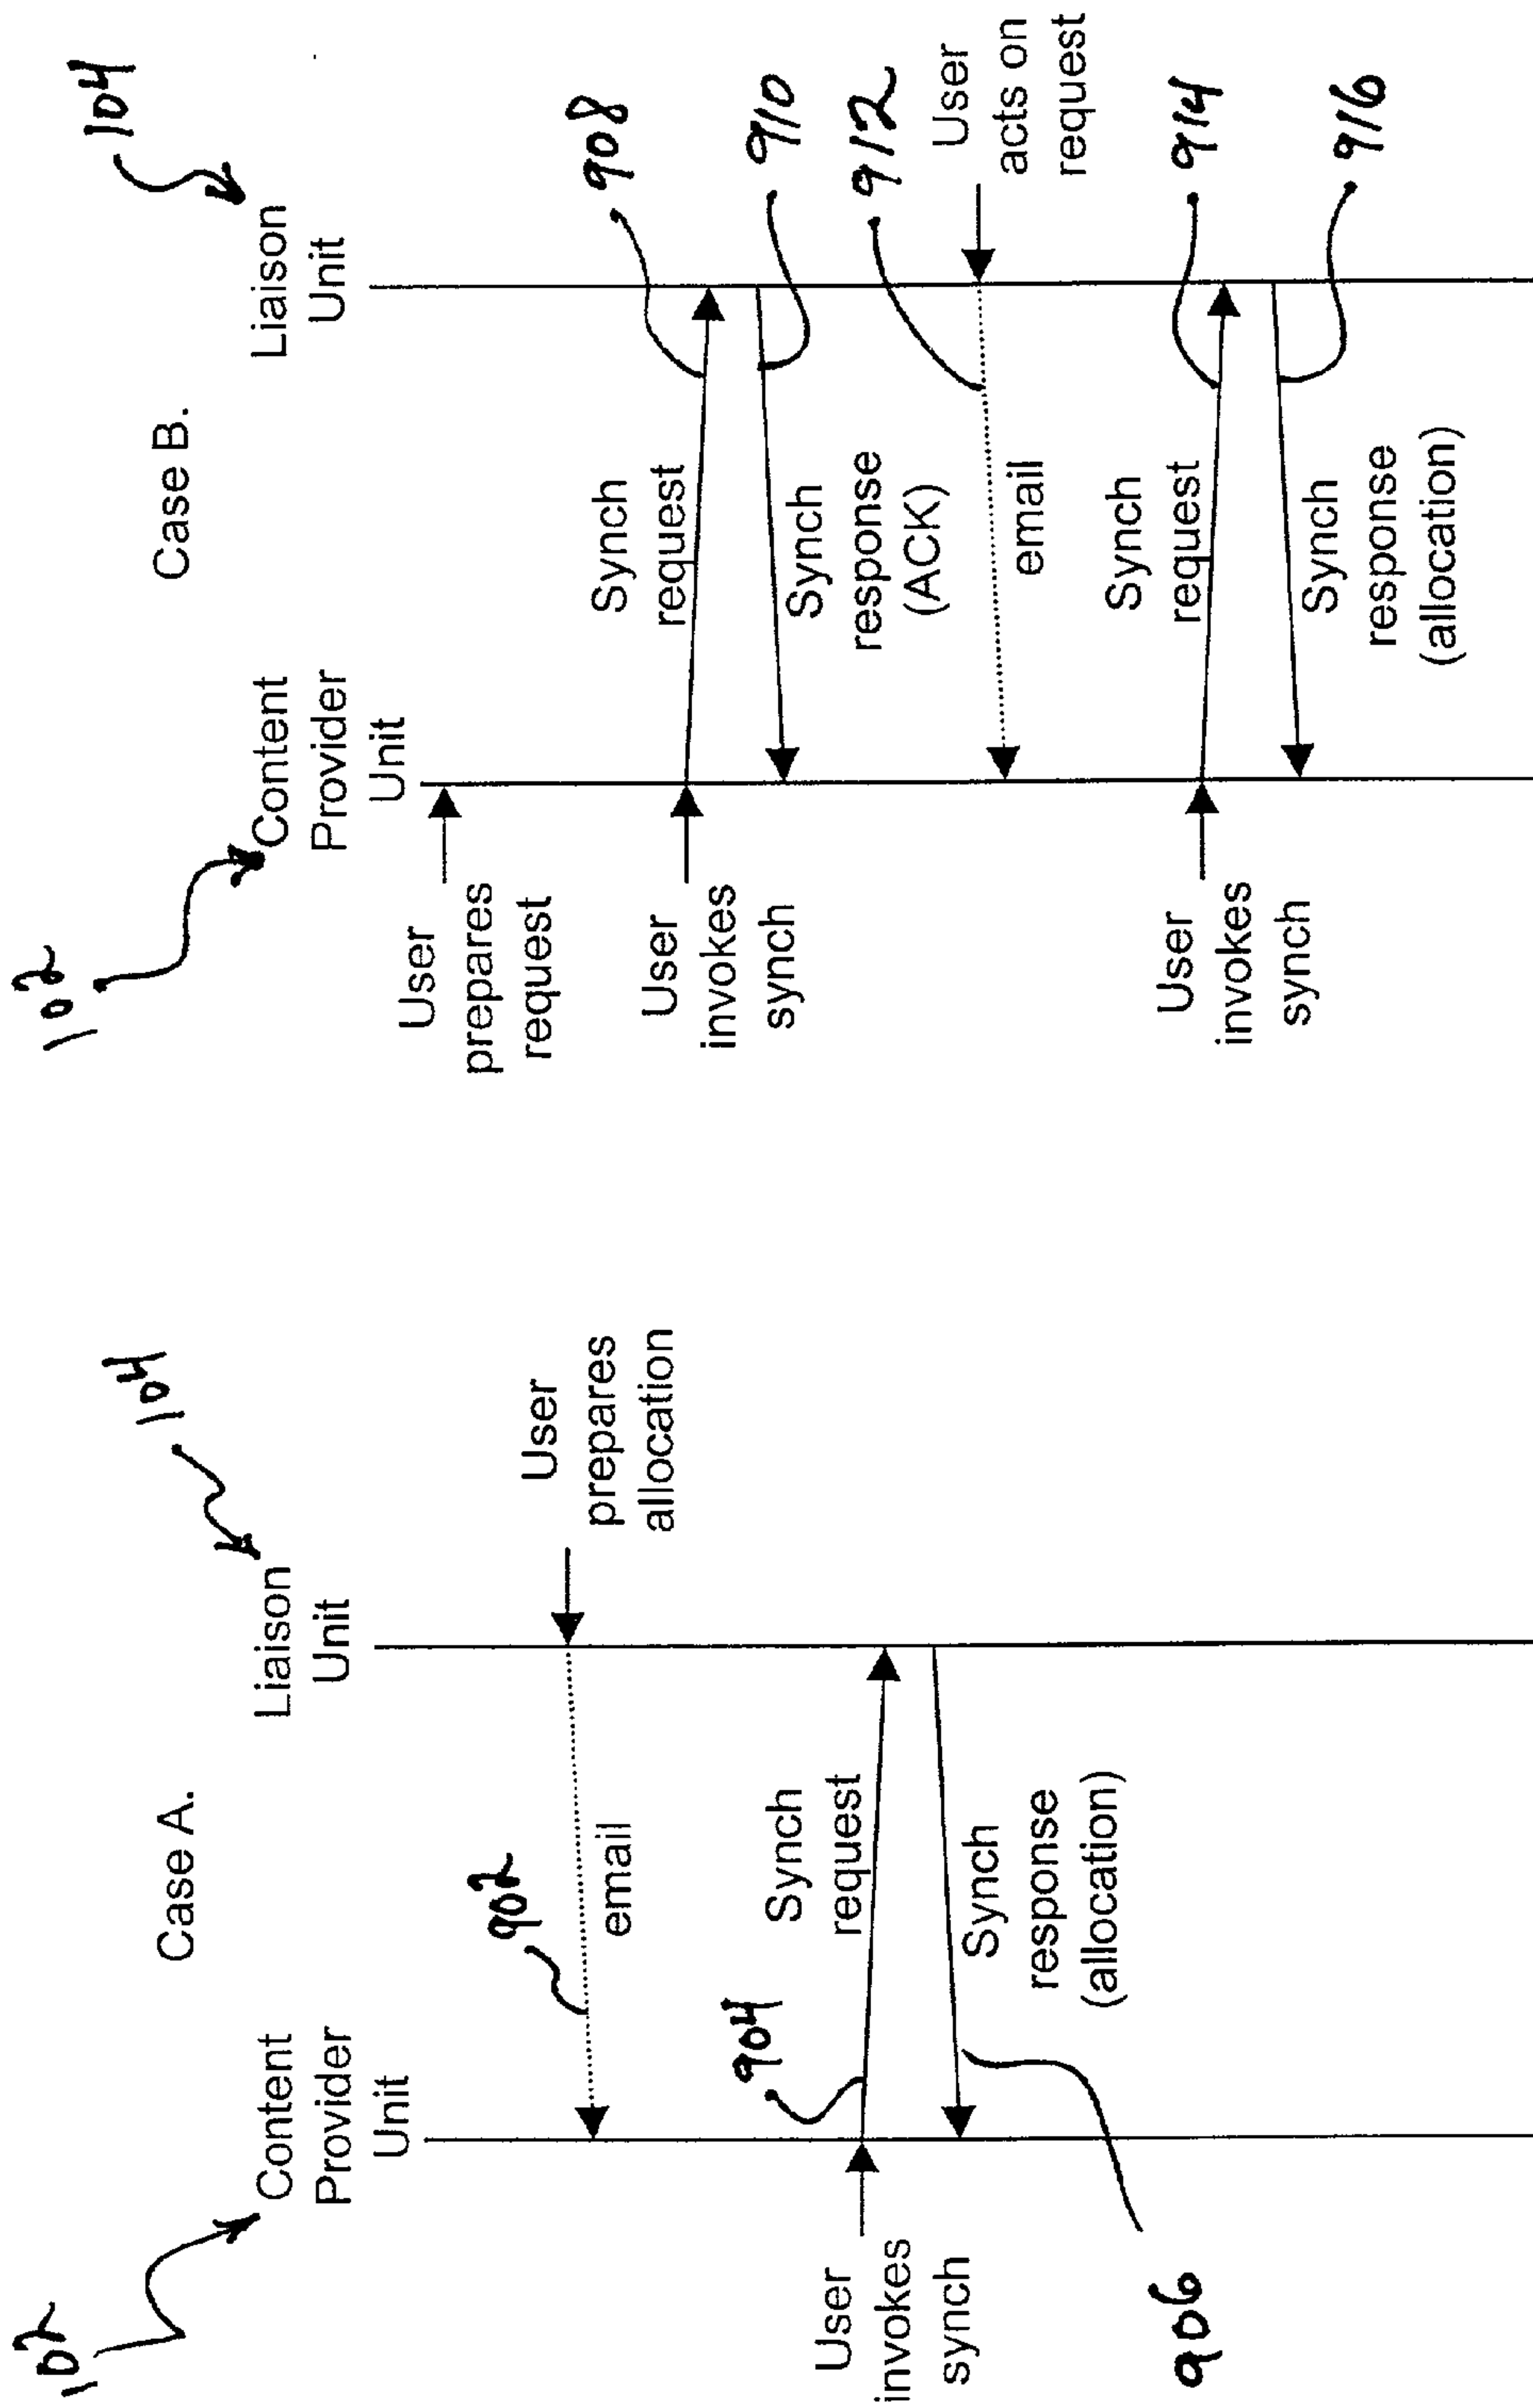 Case A.
102
Content
Provider
Unit
104
Liaison
Unit
902
email
User
prepares
allocation
User
invokes
synch
904
Synch
request
Synch
response
(allocation)
906
Case B.
102
Content
Provider
Unit
104
Liaison
Unit
User
prepares
request
User
invokes
synch
Synch
request
908
Synch
response
(ACK)
910
912
email
User
acts on
request
User
invokes
synch
Synch
request
914
Synch
response
(allocation)
916